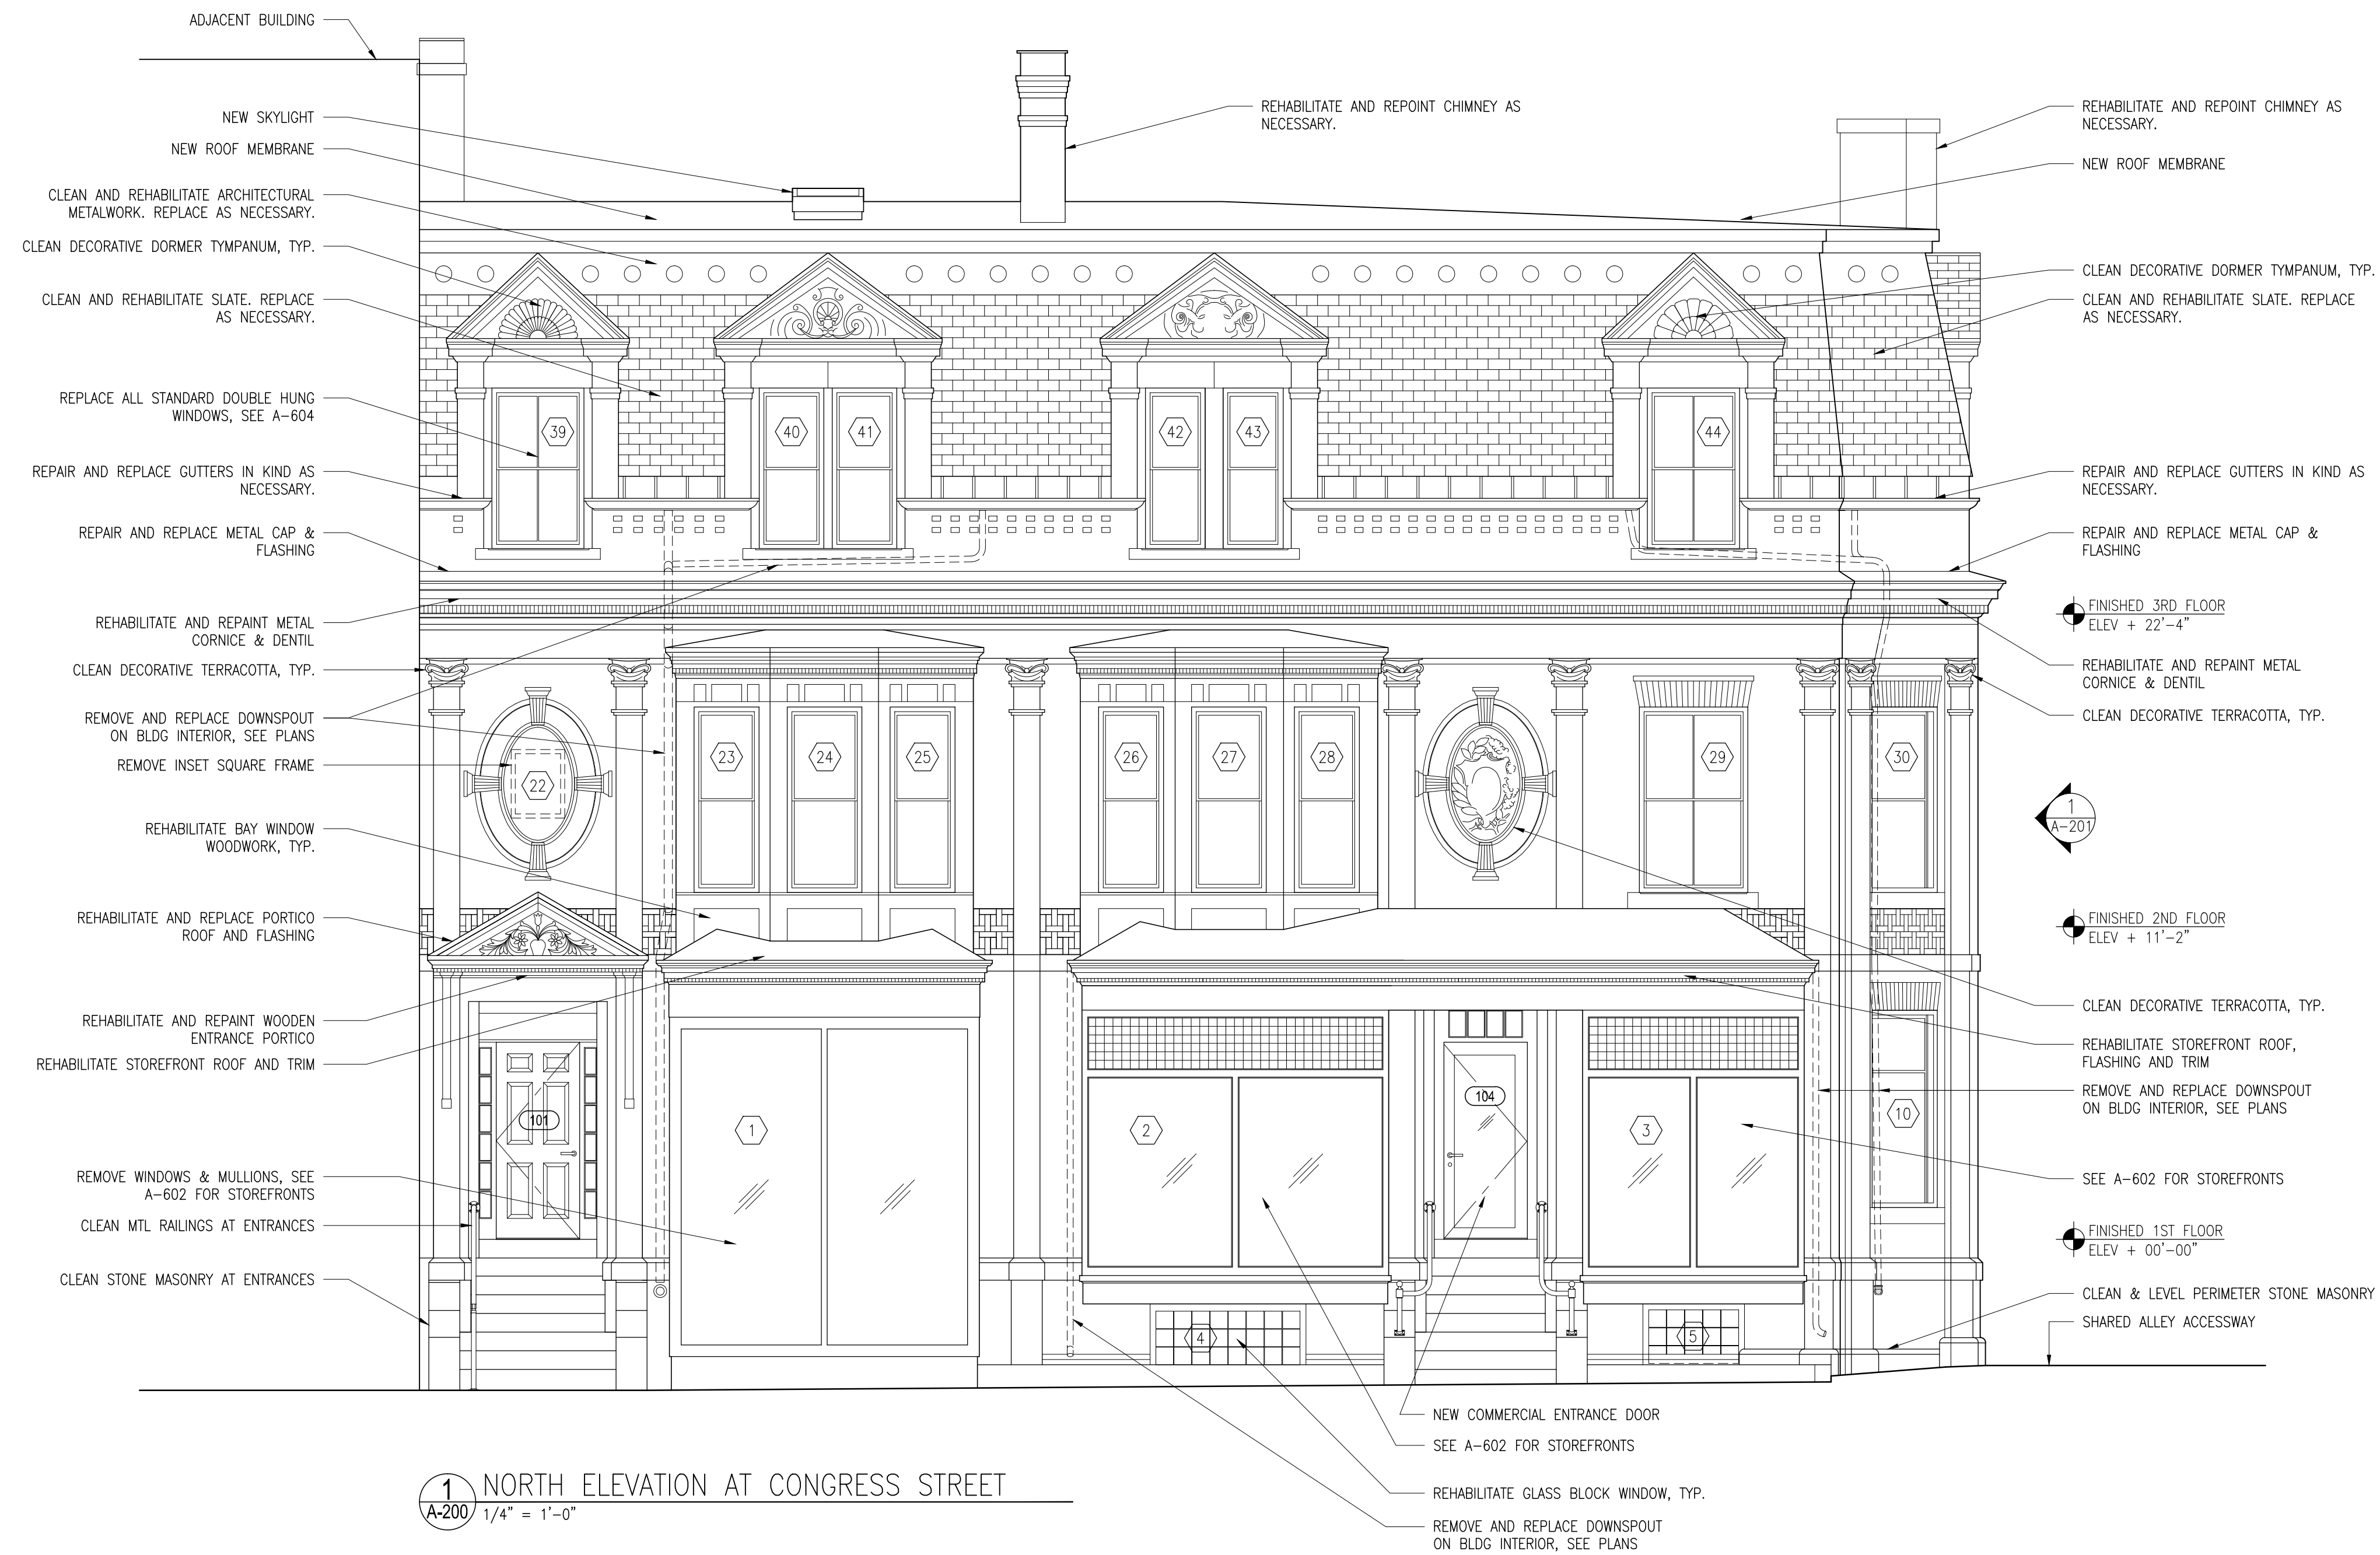 ADJACENT BUILDING
NEW SKYLIGHT
NEW ROOF MEMBRANE
CLEAN AND REHABILITATE ARCHITECTURAL
METALWORK. REPLACE AS NECESSARY.
CLEAN DECORATIVE DORMER TYMPANUM, TYP.
CLEAN AND REHABILITATE SLATE. REPLACE
AS NECESSARY.
REPLACE ALL STANDARD DOUBLE HUNG
WINDOWS, SEE A-604
REPAIR AND REPLACE GUTTERS IN KIND AS
NECESSARY.
REPAIR AND REPLACE METAL CAP &
FLASHING
REHABILITATE AND REPAINT METAL
CORNICE & DENTIL
CLEAN DECORATIVE TERRACOTTA, TYP.
REMOVE AND REPLACE DOWNSPOUT
ON BLDG INTERIOR, SEE PLANS
REMOVE INSET SQUARE FRAME
REHABILITATE BAY WINDOW
WOODWORK, TYP.
REHABILITATE AND REPLACE PORTICO
ROOF AND FLASHING
REHABILITATE AND REPAINT WOODEN
ENTRANCE PORTICO
REHABILITATE STOREFRONT ROOF AND TRIM
REMOVE WINDOWS & MULLIONS, SEE
A-602 FOR STOREFRONTS
CLEAN MTL RAILINGS AT ENTRANCES
CLEAN STONE MASONRY AT ENTRANCES
REHABILITATE AND REPOINT CHIMNEY AS
NECESSARY.
39
40
41
42
43
44
22
23
24
25
26
27
28
29
30
101
1
2
104
3
10
4
5
REHABILITATE AND REPOINT CHIMNEY AS
NECESSARY.
NEW ROOF MEMBRANE
CLEAN DECORATIVE DORMER TYMPANUM, TYP.
CLEAN AND REHABILITATE SLATE. REPLACE
AS NECESSARY.
REPAIR AND REPLACE GUTTERS IN KIND AS
NECESSARY.
REPAIR AND REPLACE METAL CAP &
FLASHING
FINISHED 3RD FLOOR
ELEV + 22'-4"
REHABILITATE AND REPAINT METAL
CORNICE & DENTIL
CLEAN DECORATIVE TERRACOTTA, TYP.
1
A-201
FINISHED 2ND FLOOR
ELEV + 11'-2"
CLEAN DECORATIVE TERRACOTTA, TYP.
REHABILITATE STOREFRONT ROOF,
FLASHING AND TRIM
REMOVE AND REPLACE DOWNSPOUT
ON BLDG INTERIOR, SEE PLANS
SEE A-602 FOR STOREFRONTS
FINISHED 1ST FLOOR
ELEV + 00'-00"
CLEAN & LEVEL PERIMETER STONE MASONRY
SHARED ALLEY ACCESSWAY
NEW COMMERCIAL ENTRANCE DOOR
SEE A-602 FOR STOREFRONTS
REHABILITATE GLASS BLOCK WINDOW, TYP.
REMOVE AND REPLACE DOWNSPOUT
ON BLDG INTERIOR, SEE PLANS
1
A-200
NORTH ELEVATION AT CONGRESS STREET
1/4" = 1'-0"